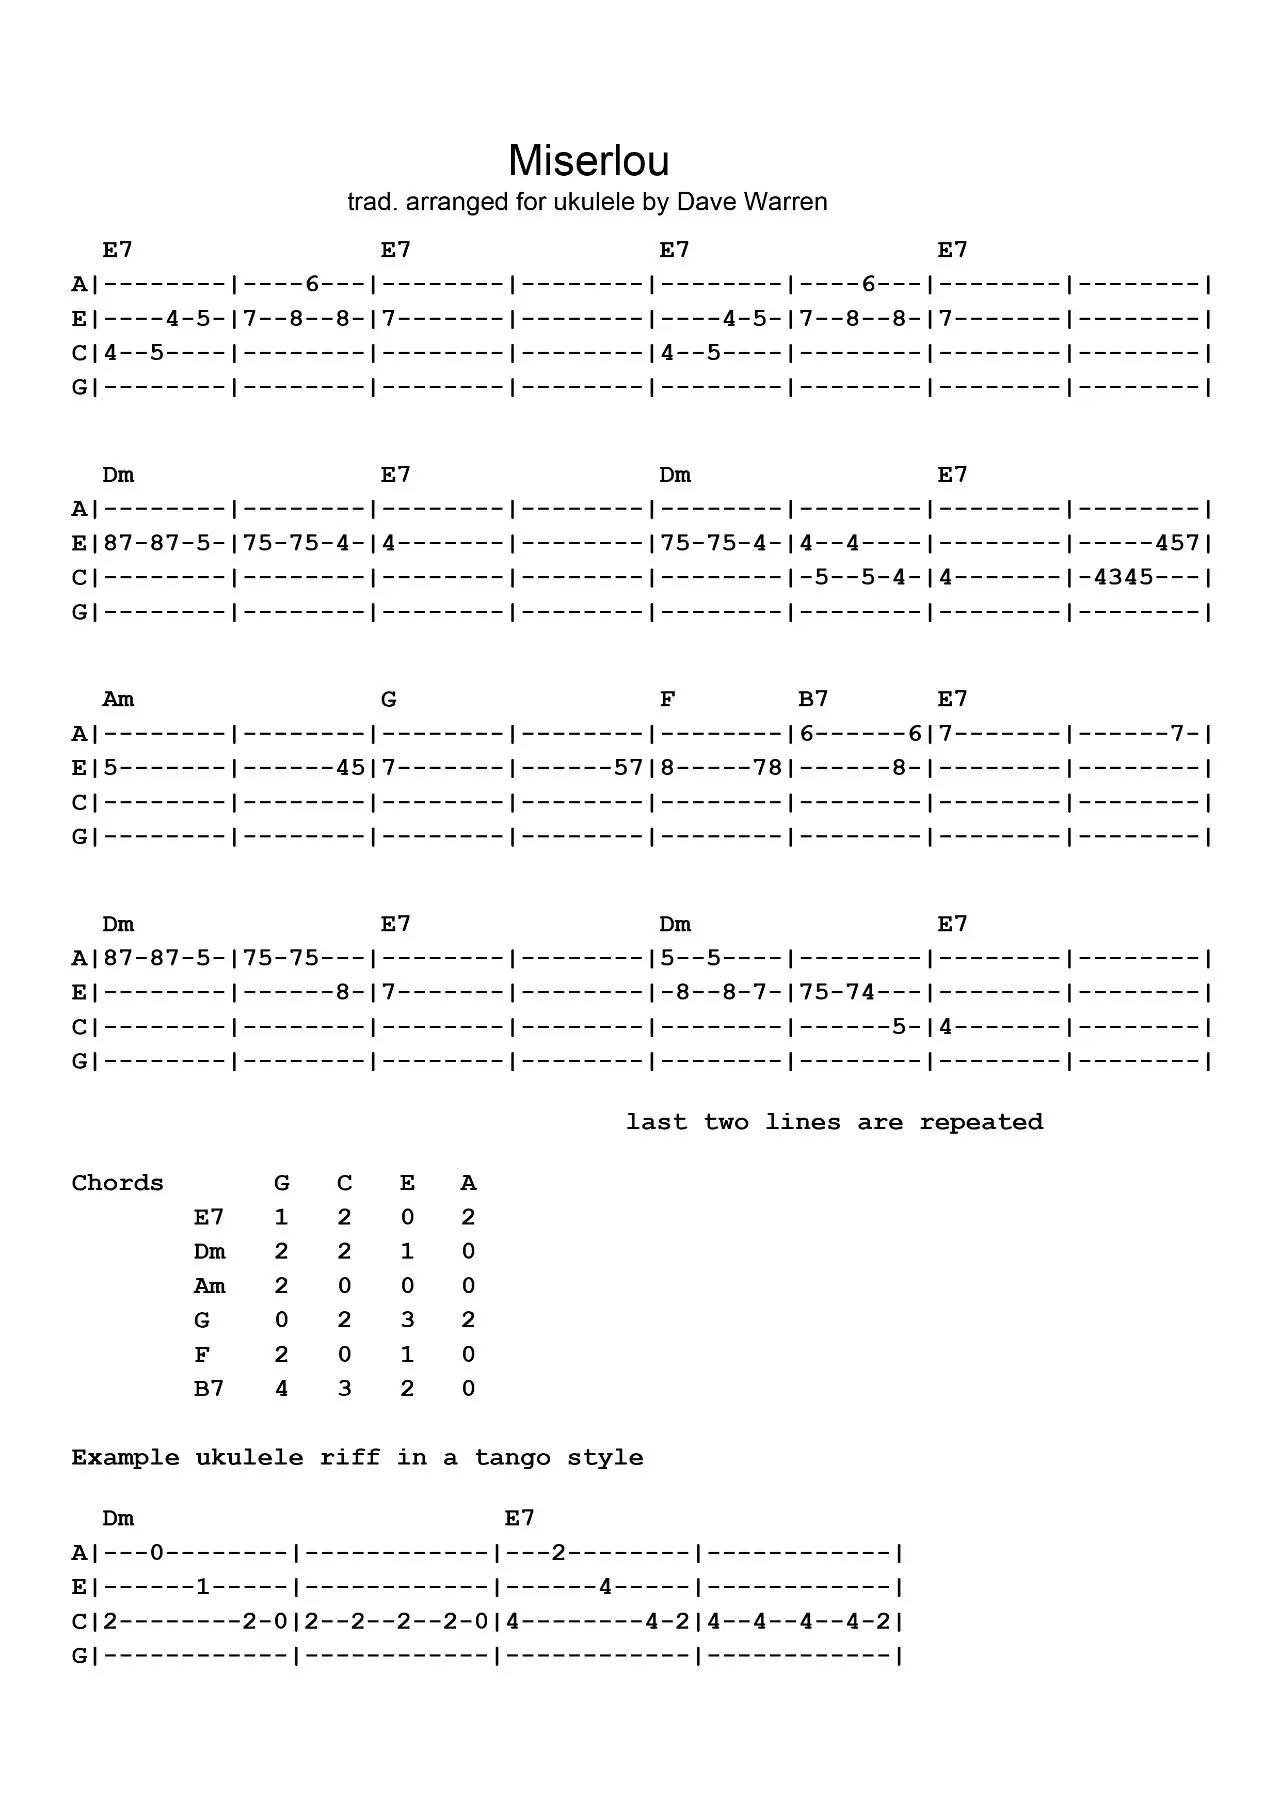 Miserlou
trad. arranged for ukulele by Dave Warren
  E7                E7                E7                E7
A|--------|----6---|--------|--------|--------|----6---|--------|--------|
E|----4-5-|7--8--8-|7-------|--------|----4-5-|7--8--8-|7-------|--------|
C|4--5----|--------|--------|--------|4--5----|--------|--------|--------|
G|--------|--------|--------|--------|--------|--------|--------|--------|
  Dm                E7                Dm                E7
A|--------|--------|--------|--------|--------|--------|--------|--------|
E|87-87-5-|75-75-4-|4-------|--------|75-75-4-|4--4----|--------|-----457|
C|--------|--------|--------|--------|--------|-5--5-4-|4-------|-4345---|
G|--------|--------|--------|--------|--------|--------|--------|--------|
  Am                G                 F        B7       E7
A|--------|--------|--------|--------|--------|6------6|7-------|------7-|
E|5-------|------45|7-------|------57|8-----78|------8-|--------|--------|
C|--------|--------|--------|--------|--------|--------|--------|--------|
G|--------|--------|--------|--------|--------|--------|--------|--------|
  Dm                E7                Dm                E7
A|87-87-5-|75-75---|--------|--------|5--5----|--------|--------|--------|
E|--------|------8-|7-------|--------|-8--8-7-|75-74---|--------|--------|
C|--------|--------|--------|--------|--------|------5-|4-------|--------|
G|--------|--------|--------|--------|--------|--------|--------|--------|
last two lines are repeated
Chords       G   C   E   A
        E7   1   2   0   2
        Dm   2   2   1   0
        Am   2   0   0   0
        G    0   2   3   2
        F    2   0   1   0
        B7   4   3   2   0
Example ukulele riff in a tango style
  Dm                        E7
A|---0--------|------------|---2--------|------------|
E|------1-----|------------|------4-----|------------|
C|2--------2-0|2--2--2--2-0|4--------4-2|4--4--4--4-2|
G|------------|------------|------------|------------|